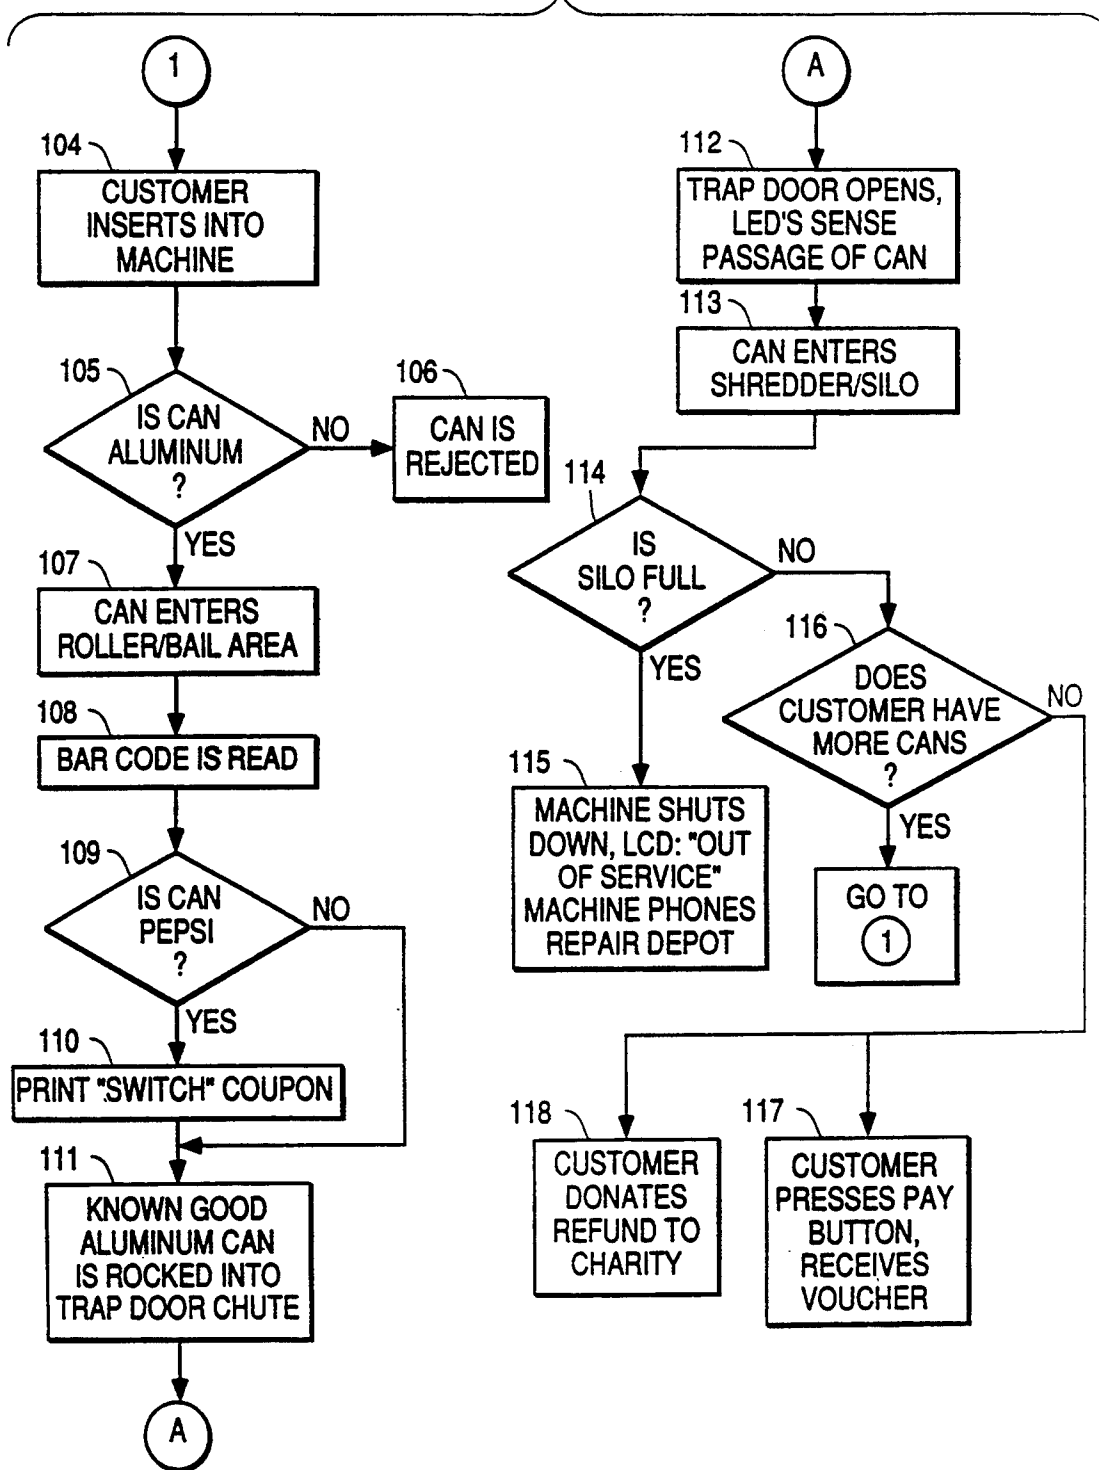 1
104
CUSTOMER
INSERTS INTO
MACHINE
105
IS CAN
ALUMINUM
?
NO
106
CAN IS
REJECTED
YES
107
CAN ENTERS
ROLLER/BAIL AREA
108
BAR CODE IS READ
109
IS CAN
PEPSI
?
NO
YES
110
PRINT "SWITCH" COUPON
111
KNOWN GOOD
ALUMINUM CAN
IS ROCKED INTO
TRAP DOOR CHUTE
A
A
112
TRAP DOOR OPENS,
LED'S SENSE
PASSAGE OF CAN
113
CAN ENTERS
SHREDDER/SILO
114
IS
SILO FULL
?
NO
YES
115
MACHINE SHUTS
DOWN, LCD: "OUT
OF SERVICE"
MACHINE PHONES
REPAIR DEPOT
116
DOES
CUSTOMER HAVE
MORE CANS
?
NO
YES
GO TO
1
118
CUSTOMER
DONATES
REFUND TO
CHARITY
117
CUSTOMER
PRESSES PAY
BUTTON,
RECEIVES
VOUCHER